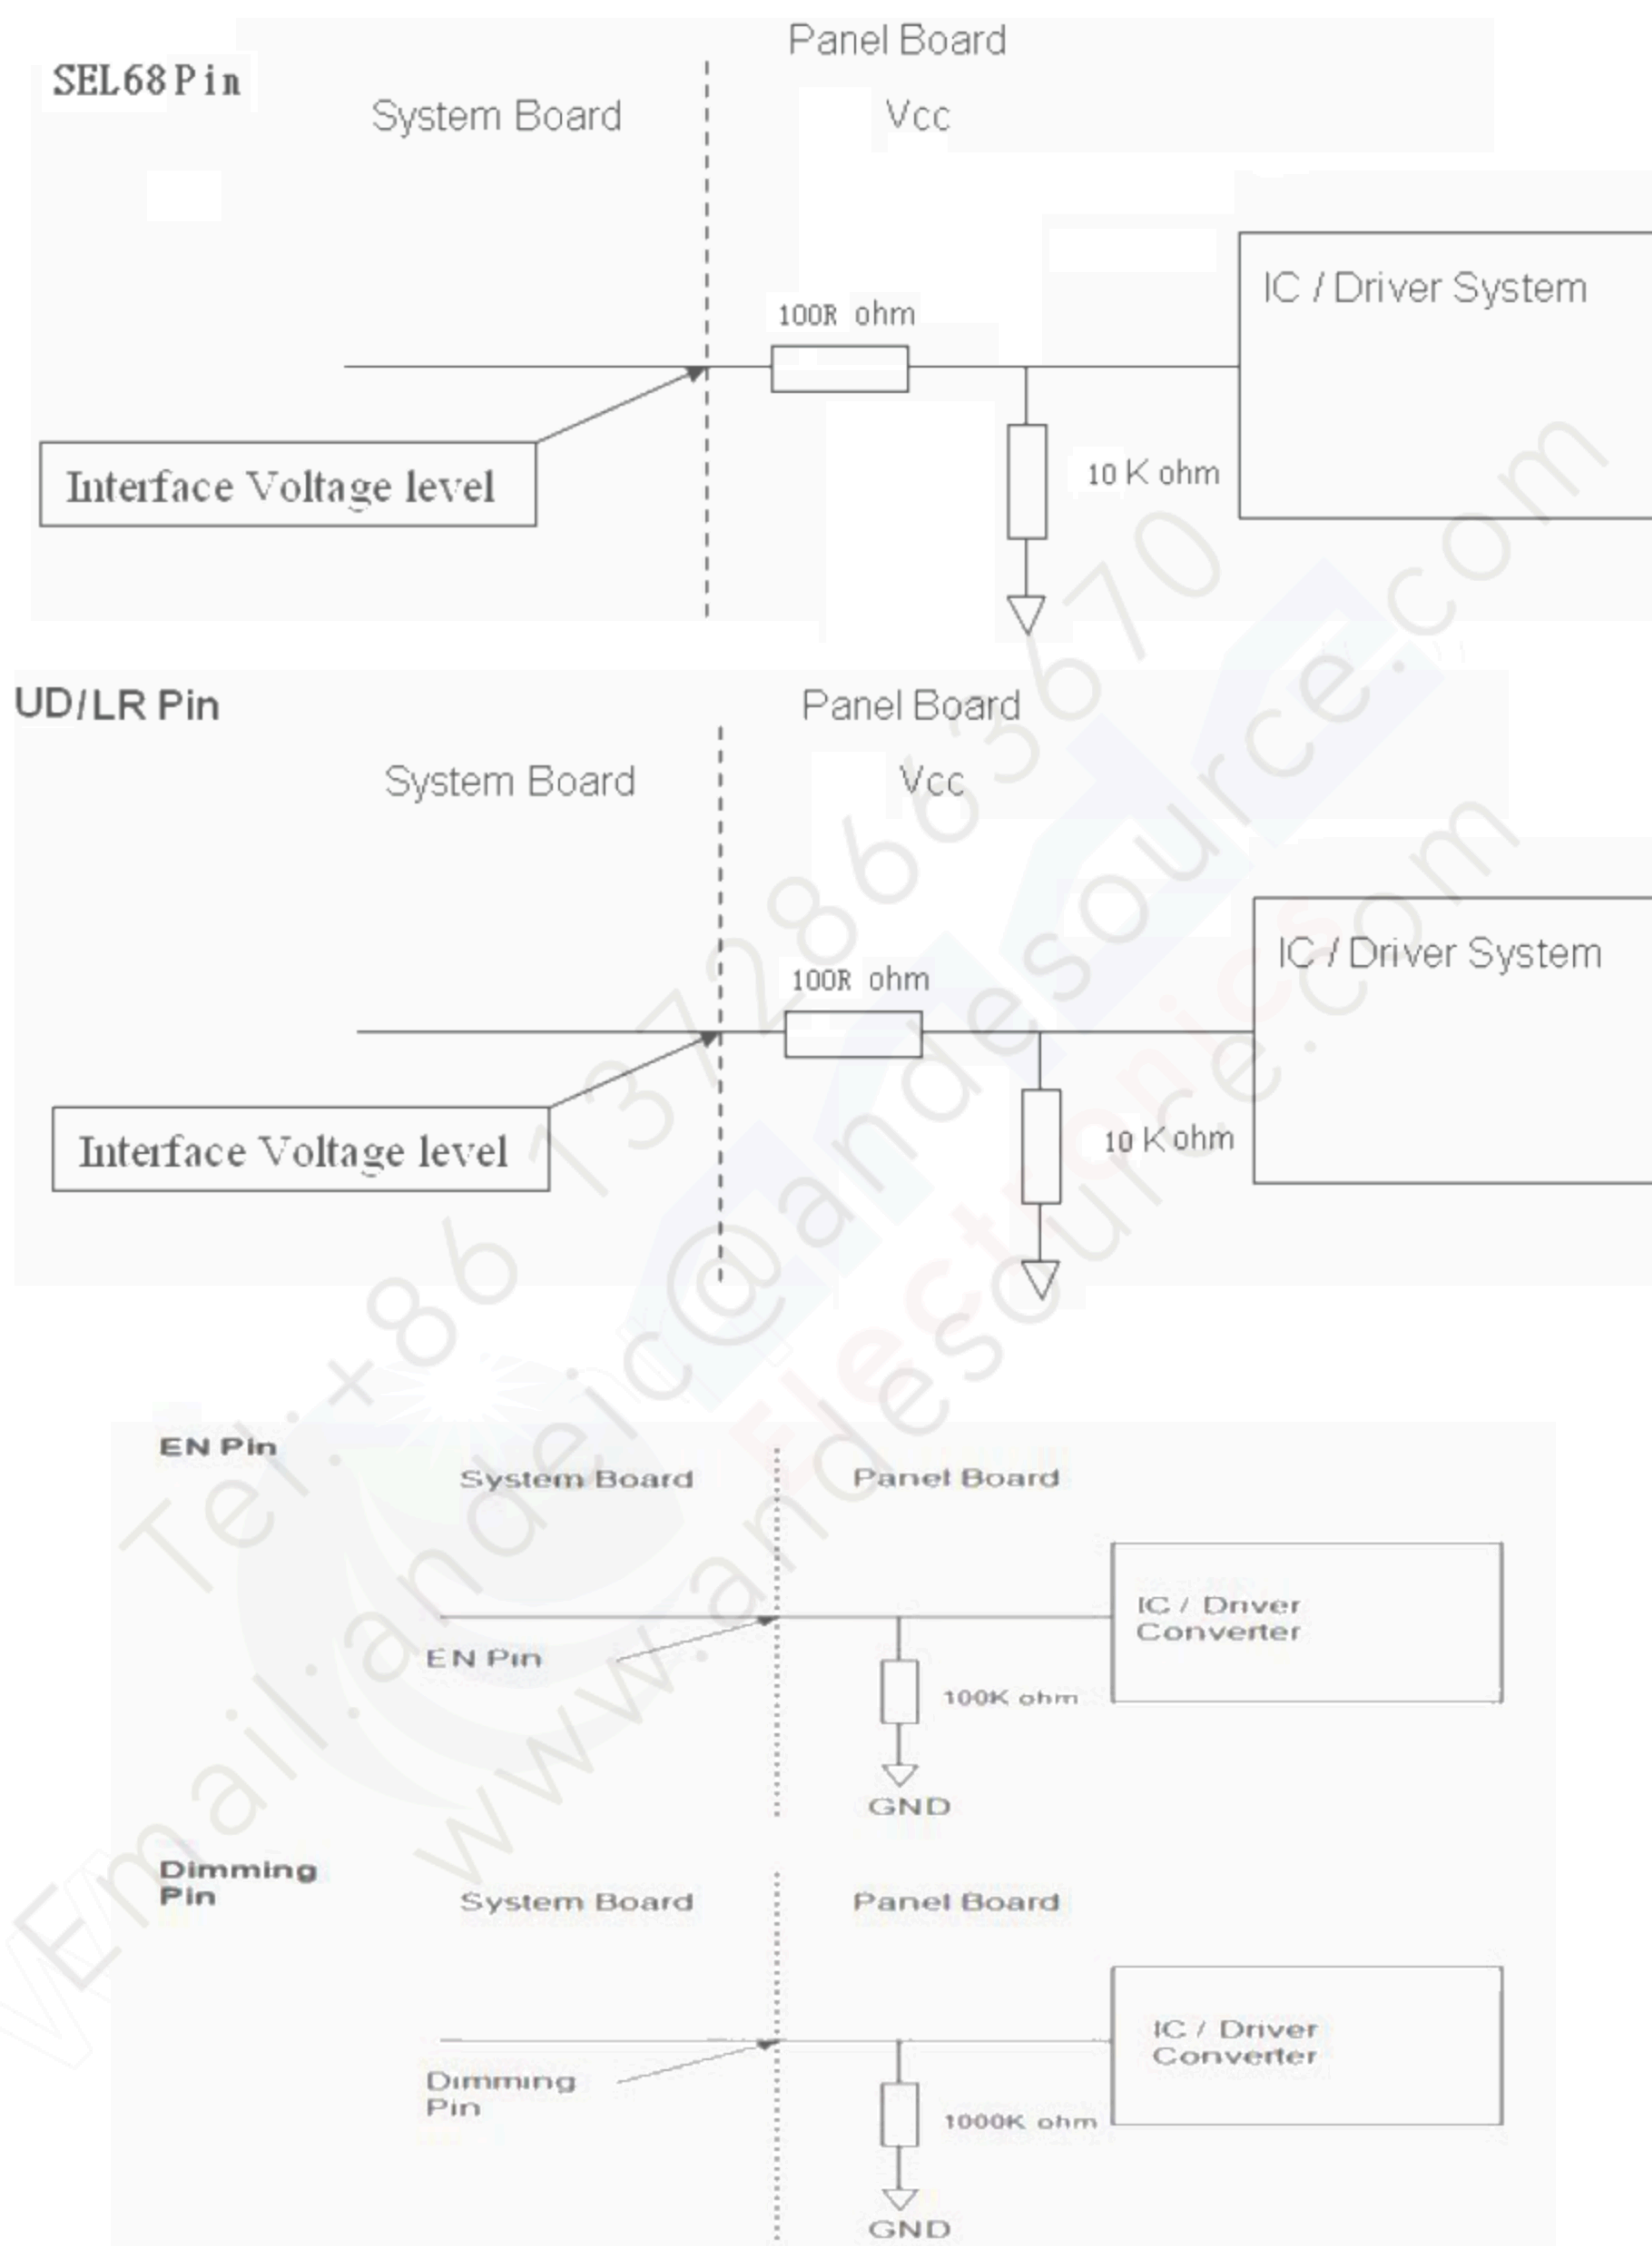 Panel Board
SEL68 Pin
System Board
Vcc
IC / Driver System
100R ohm
Interface Voltage level
10 K ohm
UD/LR Pin
Panel Board
System Board
Vcc
IC / Driver System
100R ohm
10 K ohm
Interface Voltage level
EN Pin
System Board
Panel Board
IC / Driver
Converter
EN Pin
100K ohm
GND
Dimming
Pin
System Board
Panel Board
IC / Driver
Converter
Dimming
Pin
1000K ohm
GND
Tel:+86 13728663670
Email:andeic@andesource.com
www.andesource.com
Electronics